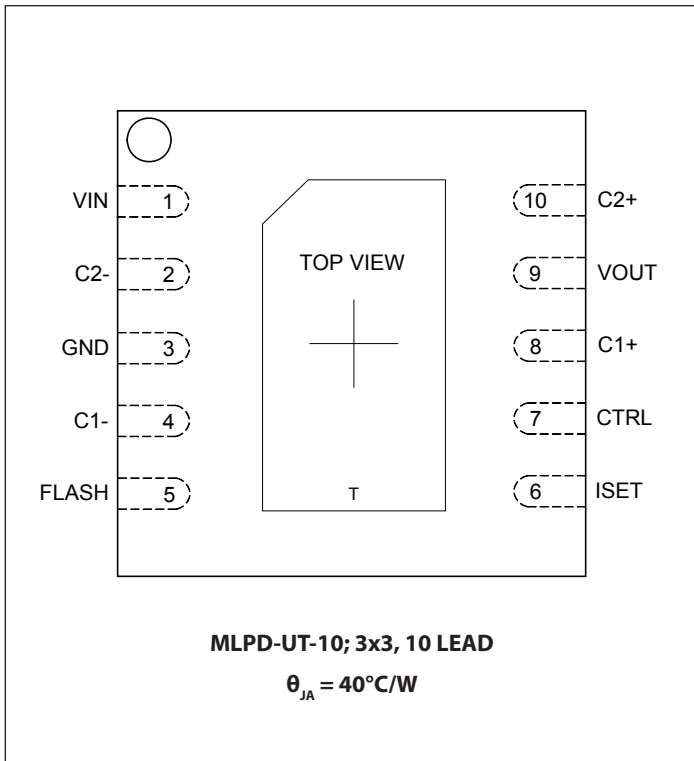 VIN 1 10 C2+
C2- 2 TOP VIEW 9 VOUT
GND 3 8 C1+
C1- 4 7 CTRL
FLASH 5 T 6 ISET
MLPD-UT-10; 3x3, 10 LEAD
θJA = 40°C/W